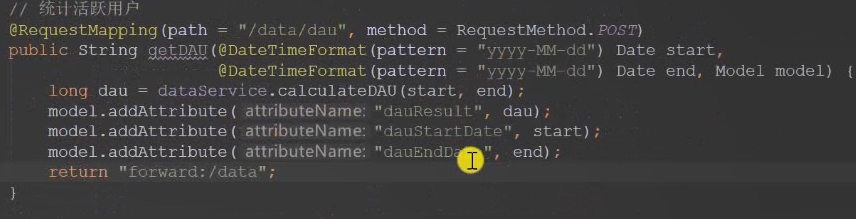 // 统计活跃用户
@RequestMapping(path = "/data/dau", method = RequestMethod.POST)
public String getDAU(@DateTimeFormat(pattern = "yyyy-MM-dd") Date start,
@DateTimeFormat(pattern = "yyyy-MM-dd") Date end, Model model) {
long dau = dataService.calculateDAU(start, end);
model.addAttribute( attributeName: "dauResult", dau);
model.addAttribute( attributeName: "dauStartDate", start);
model.addAttribute( attributeName: "dauEndDate", end);
return "forward:/data";
}